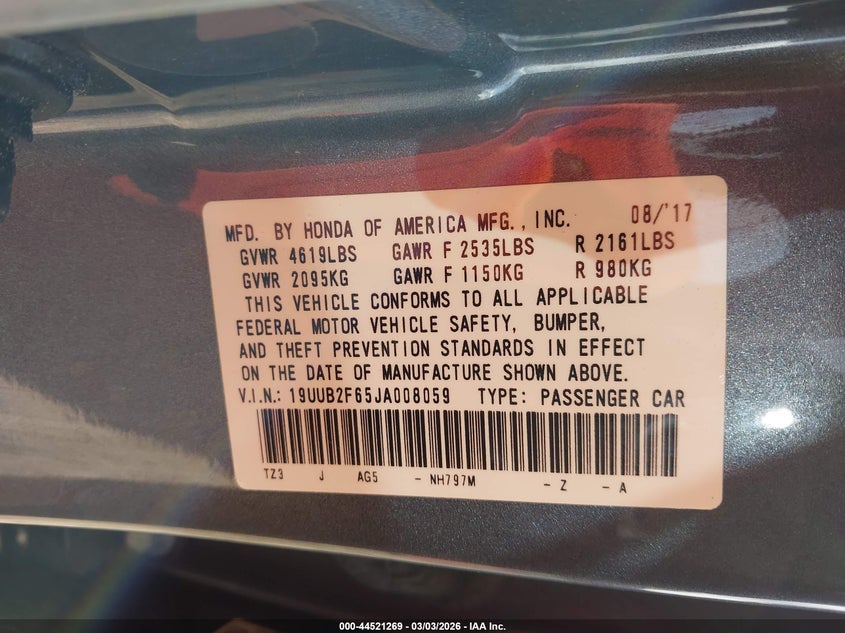 MFD. BY HONDA OF AMERICA MFG., INC. 08/'17
GVWR 4619LBS GAWR F 2535LBS R 2161LBS
GVWR 2095KG GAWR F 1150KG R 980KG
THIS VEHICLE CONFORMS TO ALL APPLICABLE
FEDERAL MOTOR VEHICLE SAFETY, BUMPER,
AND THEFT PREVENTION STANDARDS IN EFFECT
ON THE DATE OF MANUFACTURE SHOWN ABOVE.
V.I.N.: 19UUB2F65JA008059 TYPE: PASSENGER CAR
TZ3 J AG5 - NH797M - Z - A
000-44521269 - 03/03/2026 - IAA Inc.